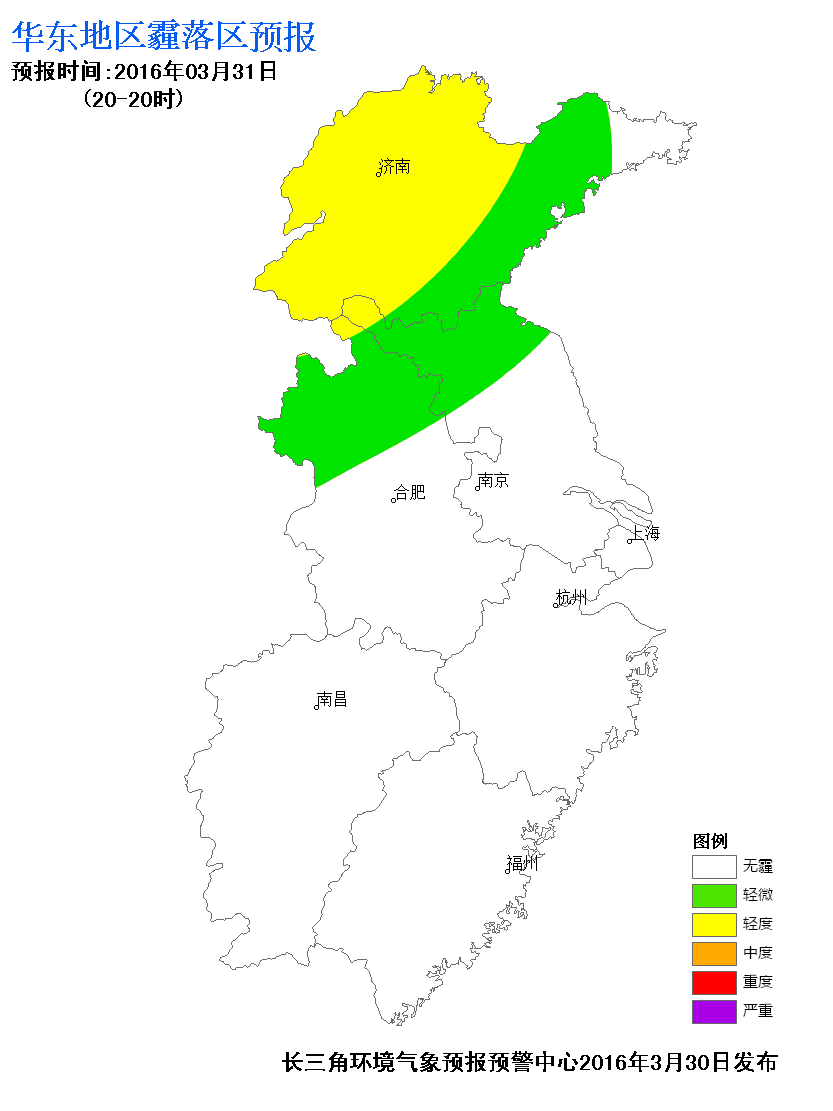 华东地区霾落区预报
预报时间:2016年03月31日
(20-20时)
济南
合肥
南京
上海
杭州
南昌
福州
图例
无霾
轻微
轻度
中度
重度
严重
长三角环境气象预报预警中心2016年3月30日发布